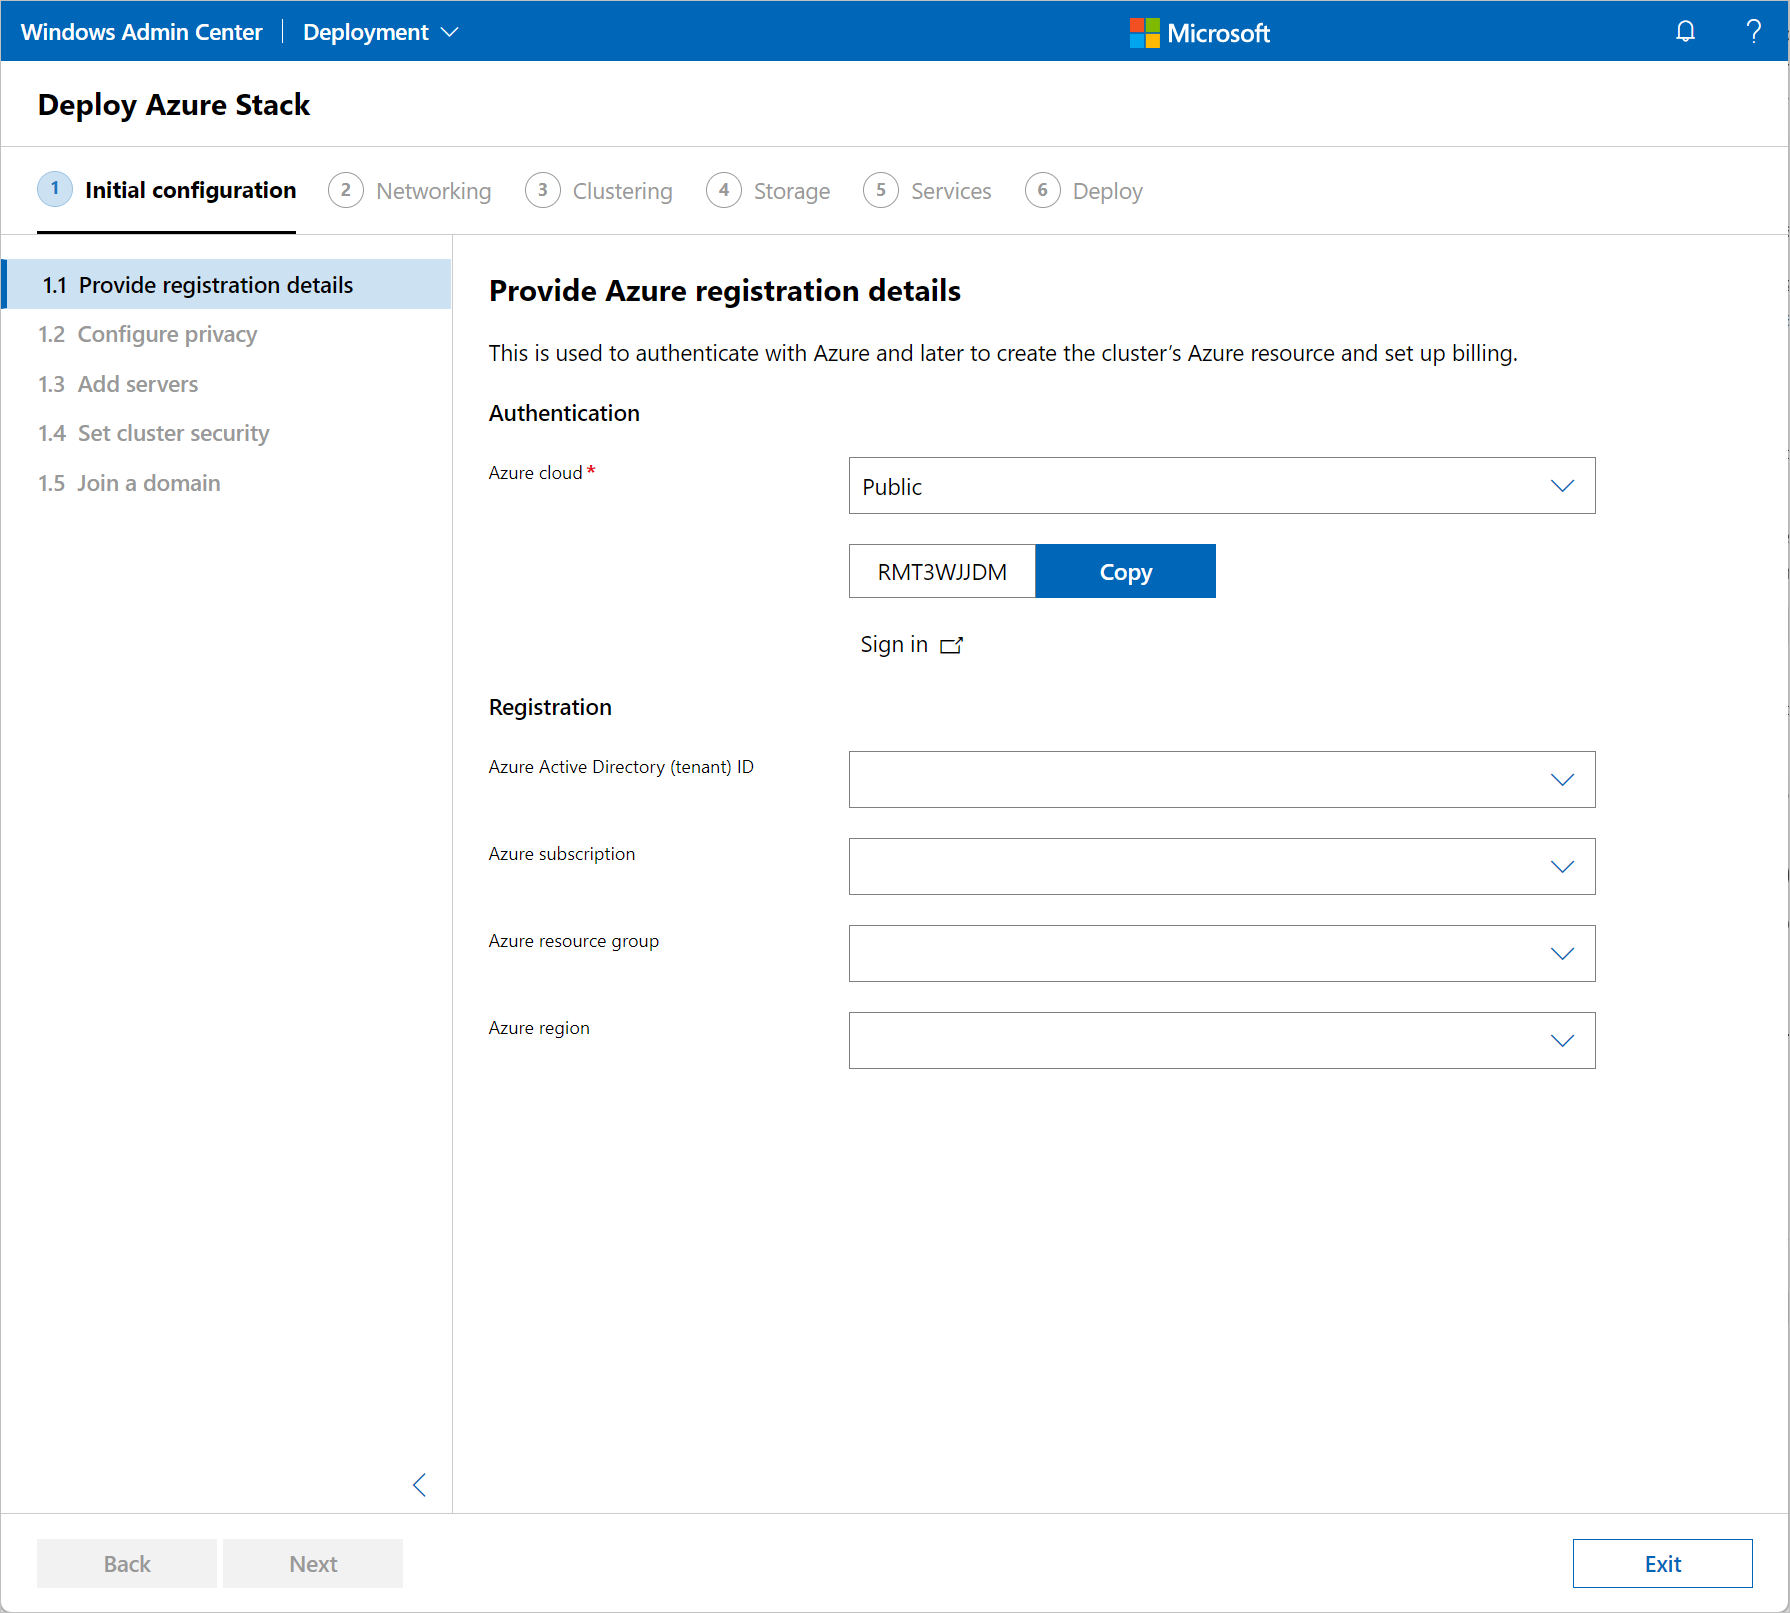 Windows Admin Center | Deployment
Microsoft
?
Deploy Azure Stack
1 Initial configuration
2 Networking
3 Clustering
4 Storage
5 Services
6 Deploy
1.1 Provide registration details
1.2 Configure privacy
1.3 Add servers
1.4 Set cluster security
1.5 Join a domain
Provide Azure registration details
This is used to authenticate with Azure and later to create the cluster’s Azure resource and set up billing.
Authentication
Azure cloud *
Public
RMT3WJJDM
Copy
Sign in
Registration
Azure Active Directory (tenant) ID
Azure subscription
Azure resource group
Azure region
Back
Next
Exit